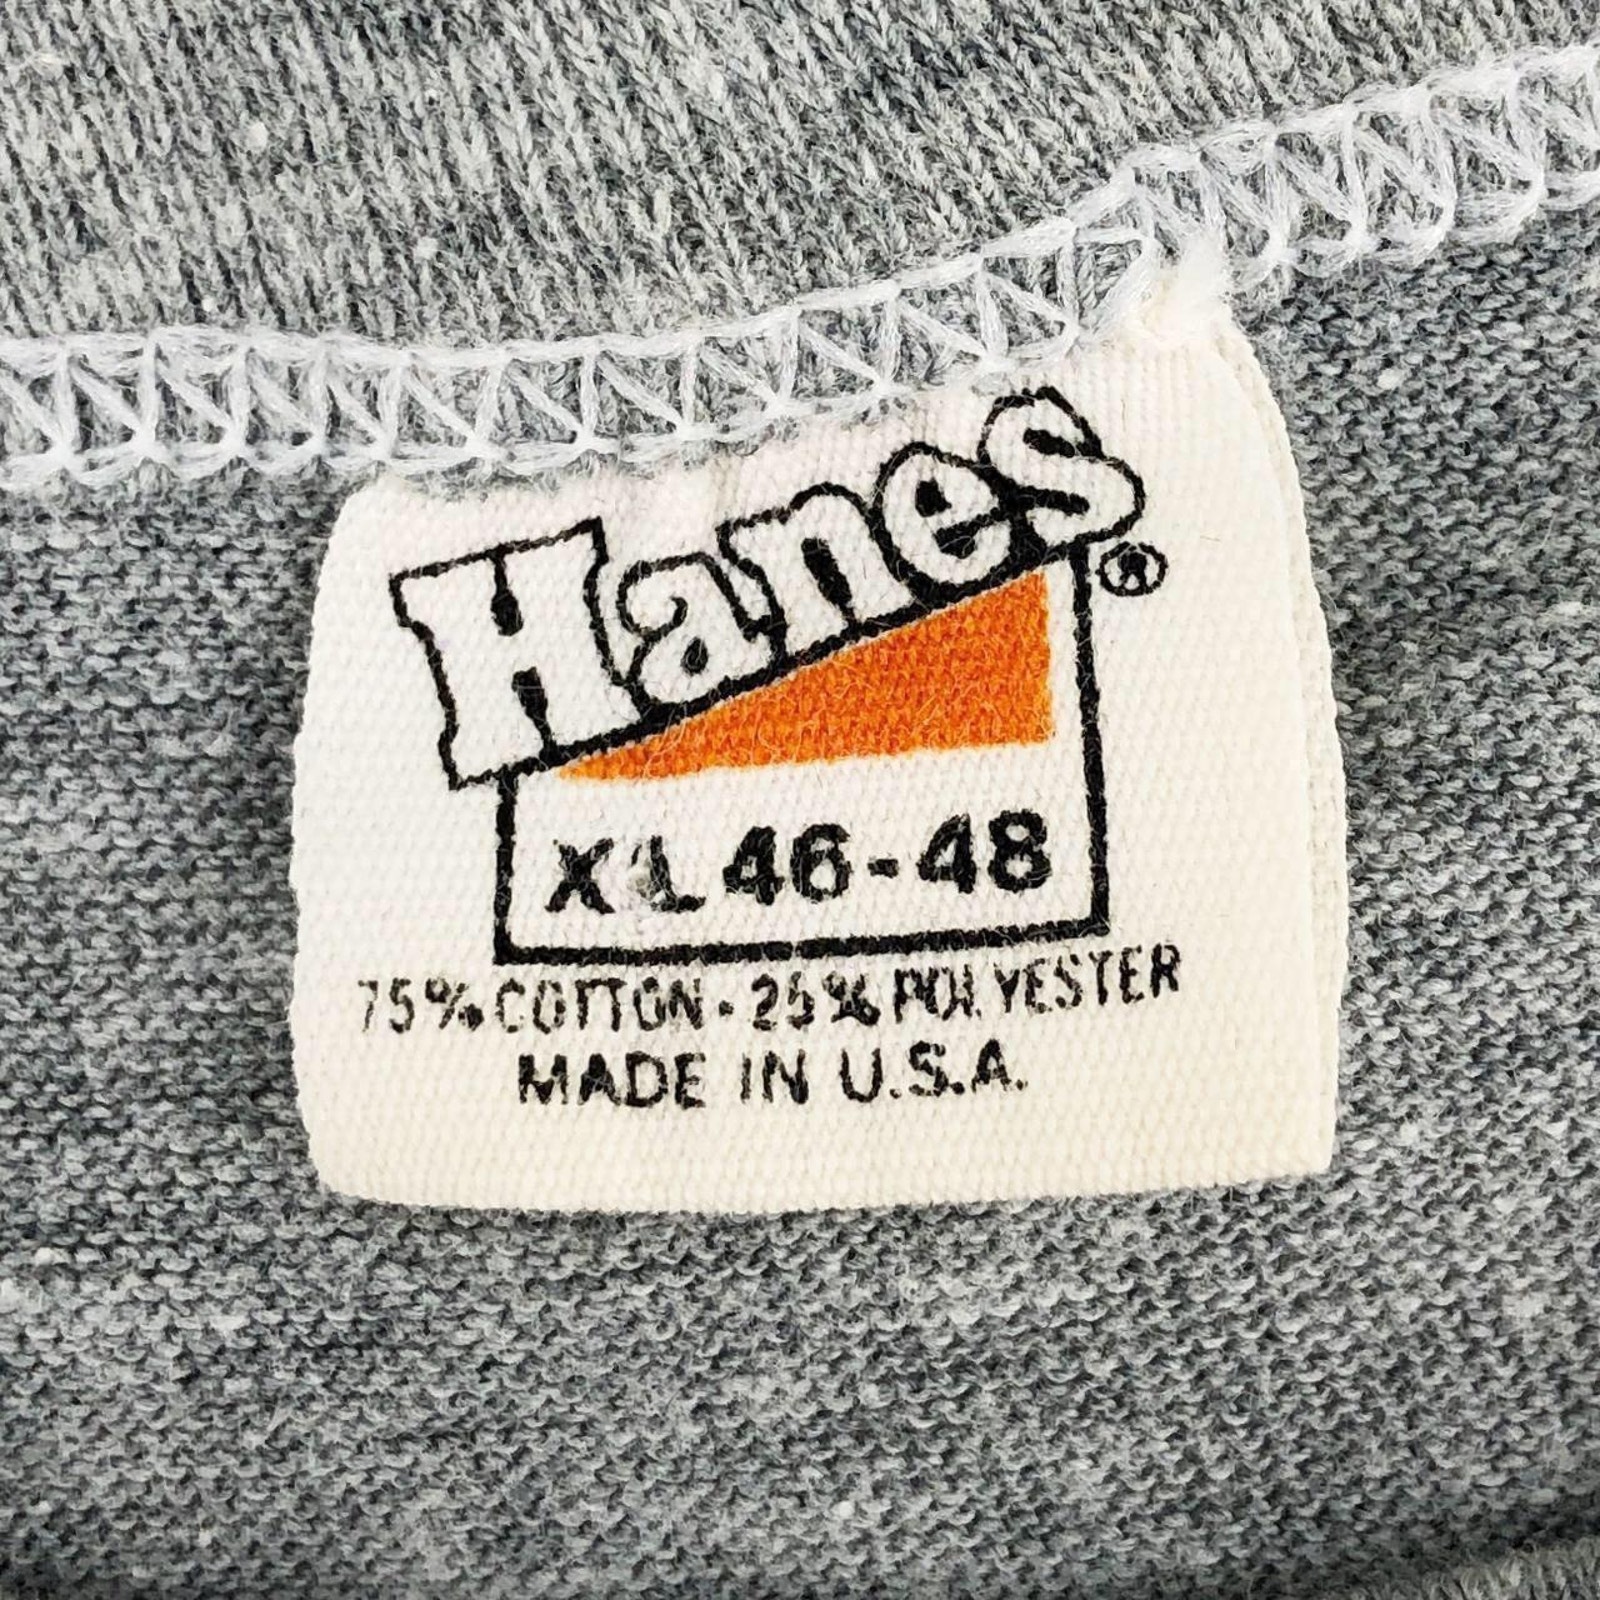 Hanes®
XL 46-48
75% COTTON • 25% POLYESTER
MADE IN U.S.A.